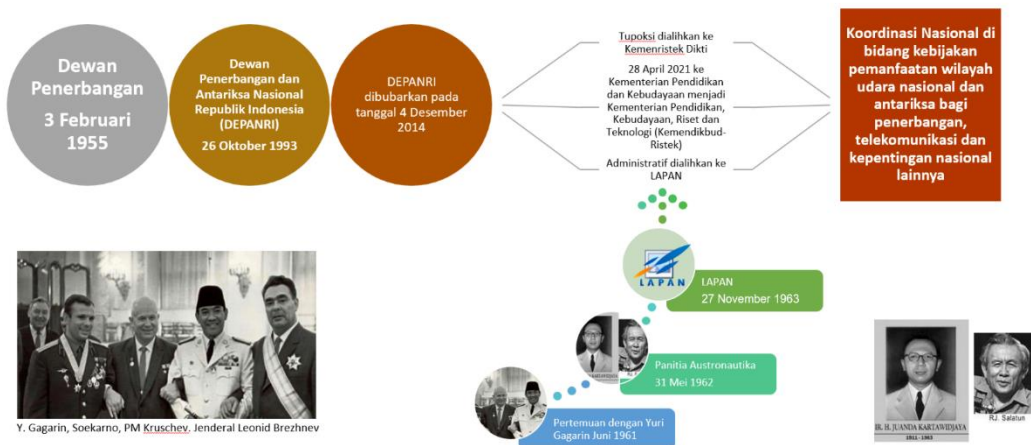 Dewan
Penerbangan
3 Februari
1955
Dewan
Penerbangan dan
Antariksa Nasional
Republik Indonesia
(DEPANRI)
26 Oktober 1993
DEPANRI
dibubarkan pada
tanggal 4 Desember
2014
Tupoksi dialihkan ke
Kemenristek Dikti
28 April 2021 ke
Kementerian Pendidikan
dan Kebudayaan menjadi
Kementerian Pendidikan,
Kebudayaan, Riset dan
Teknologi (Kemendikbud-
Ristek)
Administratif dialihkan ke
LAPAN
Koordinasi Nasional di
bidang kebijakan
pemanfaatan wilayah
udara nasional dan
antariksa bagi
penerbangan,
telekomunikasi dan
kepentingan nasional
lainnya
LAPAN
LAPAN
27 November 1963
Panitia Austronautika
31 Mei 1962
Pertemuan dengan Yuri
Gagarin Juni 1961
Y. Gagarin, Soekarno, PM Kruschev. Jenderal Leonid Brezhnev
IR. H. JUANDA KARTAWIDJAYA
1911 - 1963
RJ. Salatun